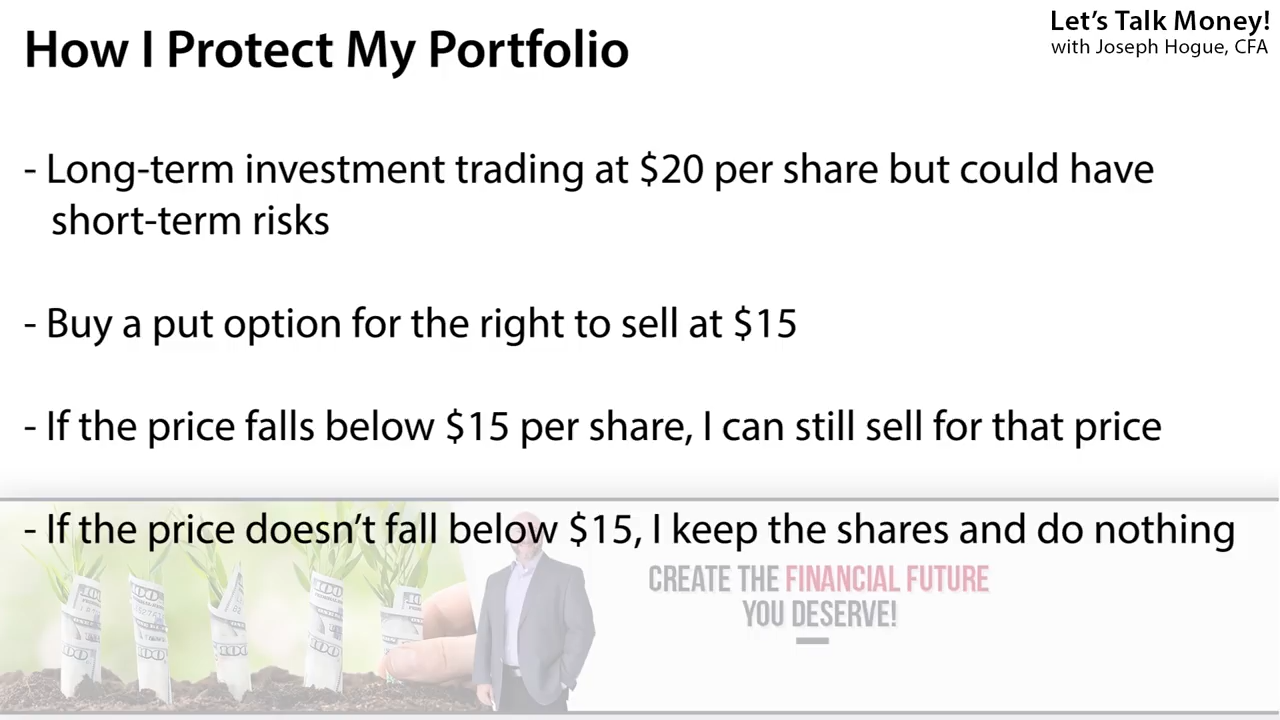 How I Protect My Portfolio
Let's Talk Money!
with Joseph Hogue, CFA
- Long-term investment trading at $20 per share but could have
short-term risks
- Buy a put option for the right to sell at $15
- If the price falls below $15 per share, I can still sell for that price
- If the price doesn't fall below $15, I keep the shares and do nothing
CREATE THE FINANCIAL FUTURE
YOU DESERVE!